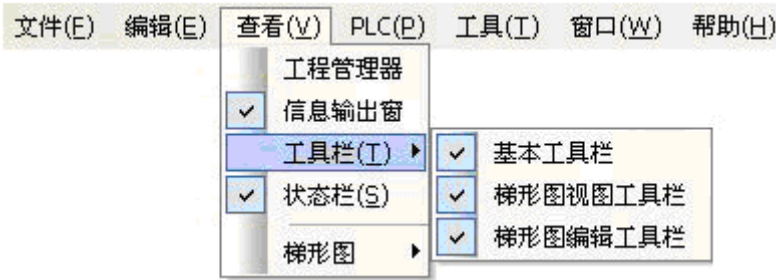 文件(F) 编辑(E) 查看(V) PLC(P) 工具(T) 窗口(W) 帮助(H)
工程管理器
信息输出窗
工具栏(T)
状态栏(S)
梯形图
基本工具栏
梯形图视图工具栏
梯形图编辑工具栏